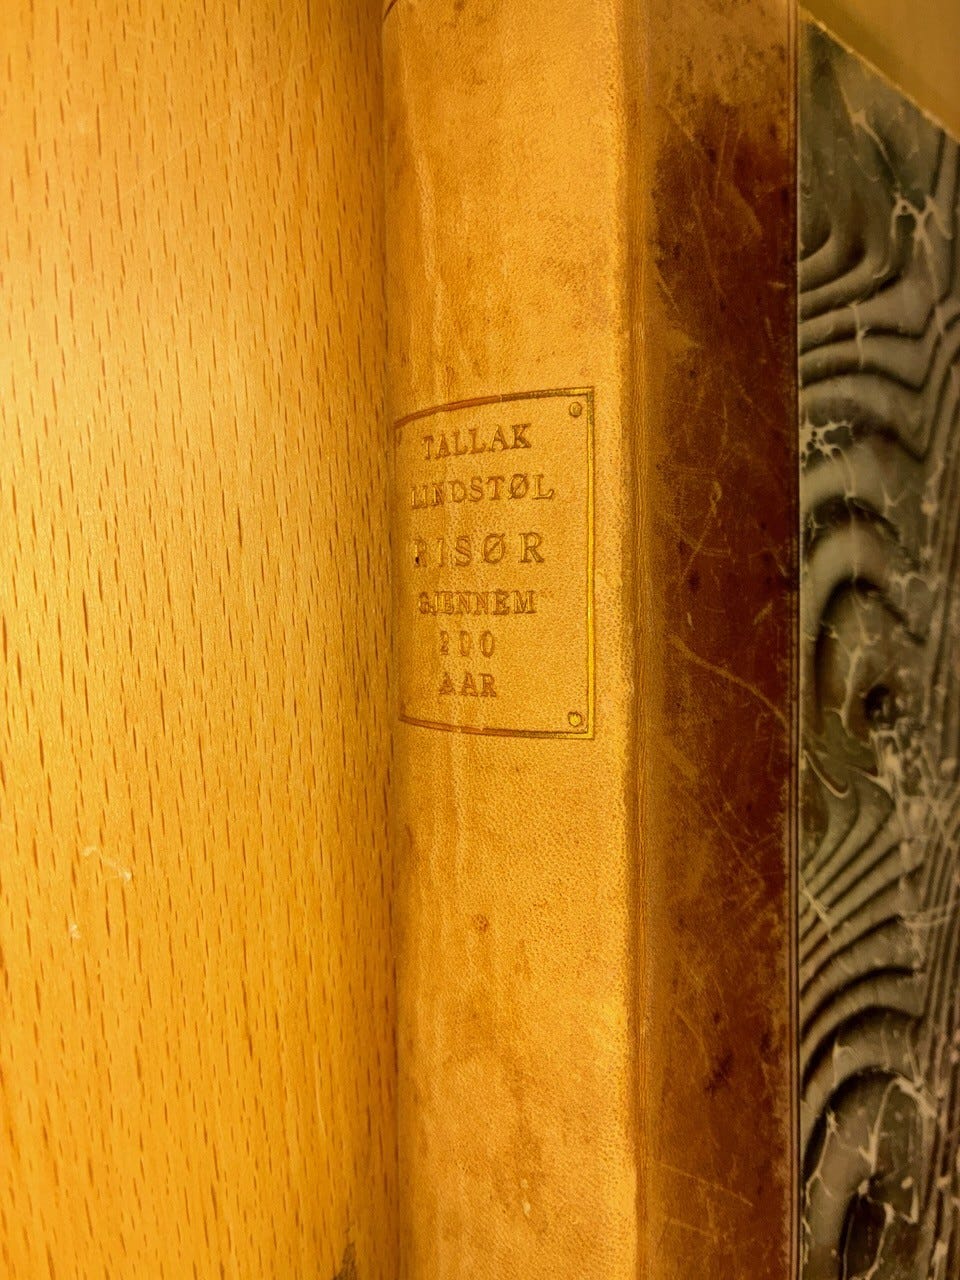 TALLAK
LINDSTØL
RISØR
GJENNEM
200
AAR